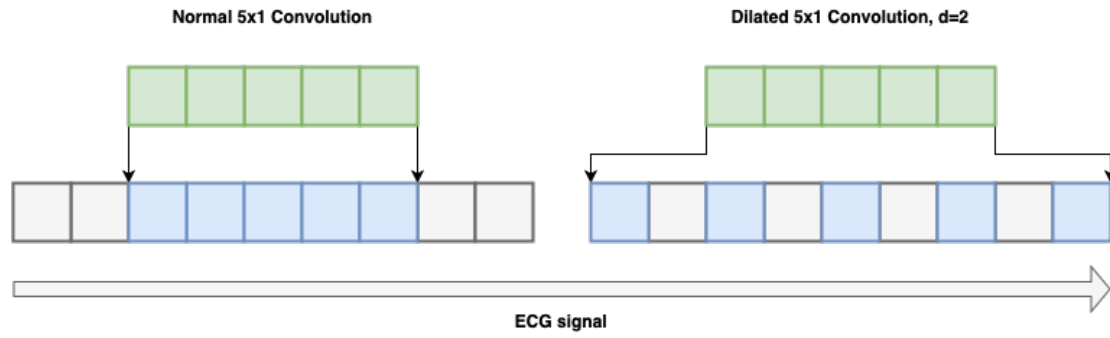 Normal 5x1 Convolution
Dilated 5x1 Convolution, d=2
ECG signal